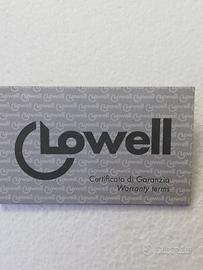 Lowell
Certificato di Garanzia
Warranty terms